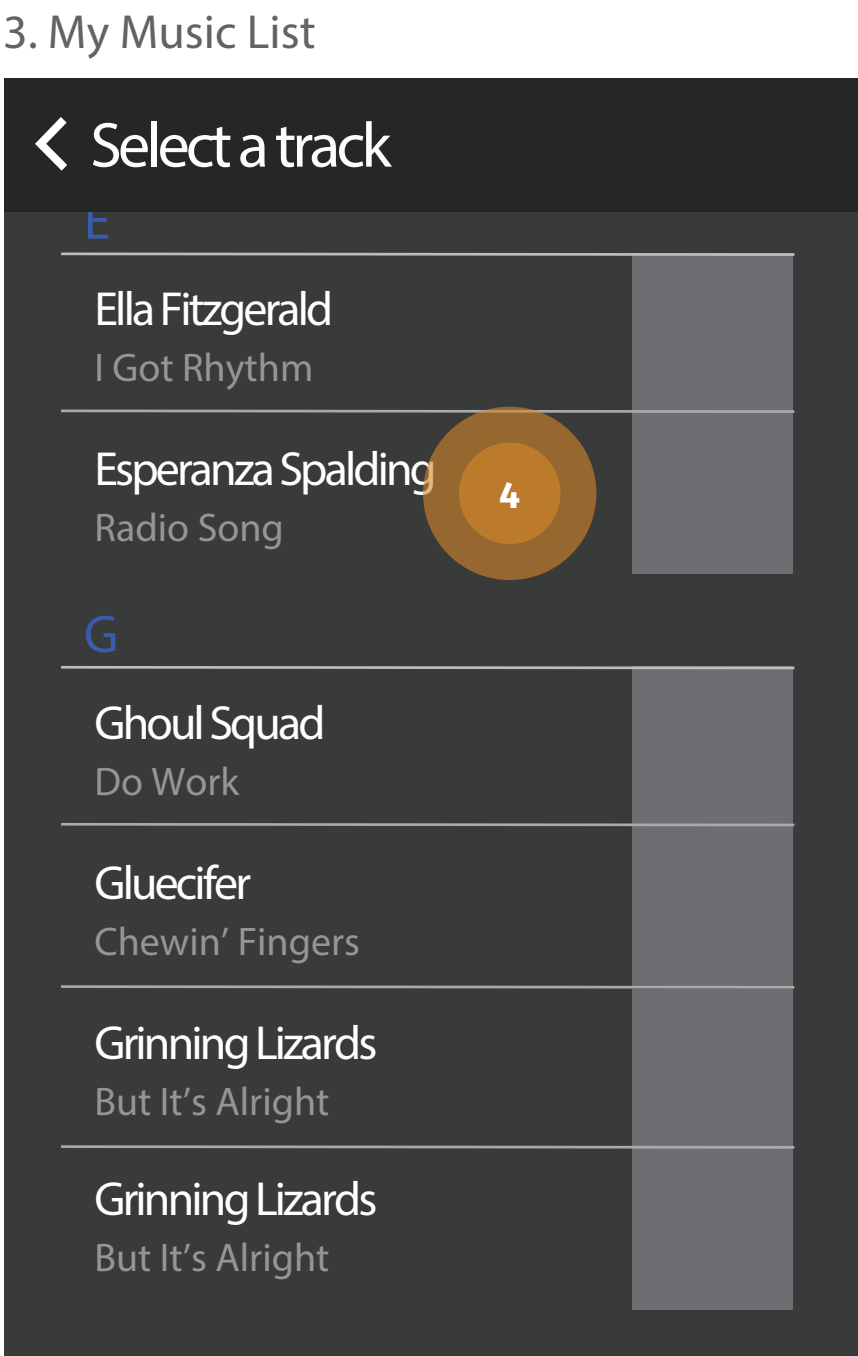 3. My Music List
Select a track
E
Ella Fitzgerald
I Got Rhythm
Esperanza Spalding
4
Radio Song
G
Ghoul Squad
Do Work
Gluecifer
Chewin’ Fingers
Grinning Lizards
But It’s Alright
Grinning Lizards
But It’s Alright